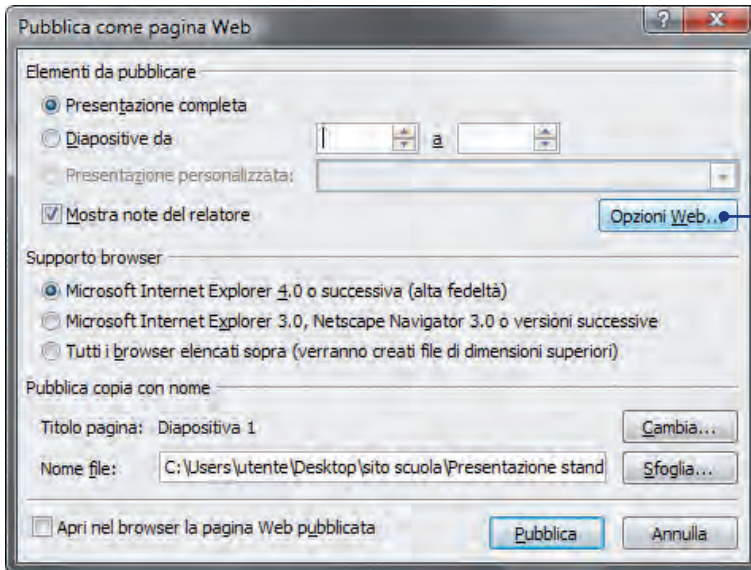 Pubblica come pagina Web
Elementi da pubblicare
Presentazione completa
Diapositive da 1 a
Presentazione personalizzata:
Mostra note del relatore Opzioni Web...
Supporto browser
Microsoft Internet Explorer 4.0 o successiva (alta fedeltà)
Microsoft Internet Explorer 3.0, Netscape Navigator 3.0 o versioni successive
Tutti i browser elencati sopra (verranno creati file di dimensioni superiori)
Pubblica copia con nome
Titolo pagina: Diapositiva 1 Cambia...
Nome file: C:\Users\utente\Desktop\sito scuola\Presentazione stand Sfoglia...
Apri nel browser la pagina Web pubblicata Pubblica Annulla